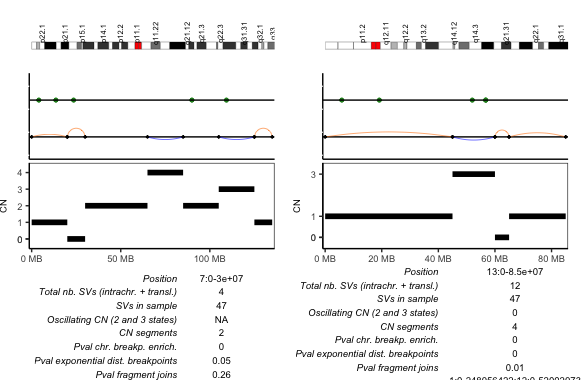 p22.1 p21.1 p15.1 p14.1 p12.2 p11.1 q11.22 q21.12 q21.3 q22.3 q31.1 q32.1 q33
p11.2 q12.11 q12.2 q13.2 q14.12 q14.3 q21.31 q31.1
CN
4
3
2
1
0
0 MB 50 MB 100 MB
CN
3
1
0
0 MB 20 MB 40 MB 60 MB 80 MB
Position 7:0-3e+07
Total nb. SVs (intrachr. + transl.) 4
SVs in sample 47
Oscillating CN (2 and 3 states) NA
CN segments 2
Pval chr. breakp. enrich. 0
Pval exponential dist. breakpoints 0.05
Pval fragment joins 0.26
Position 13:0-8.5e+07
Total nb. SVs (intrachr. + transl.) 12
SVs in sample 47
Oscillating CN (2 and 3 states) 0
CN segments 4
Pval chr. breakp. enrich. 0
Pval exponential dist. breakpoints 0
Pval fragment joins 0.01